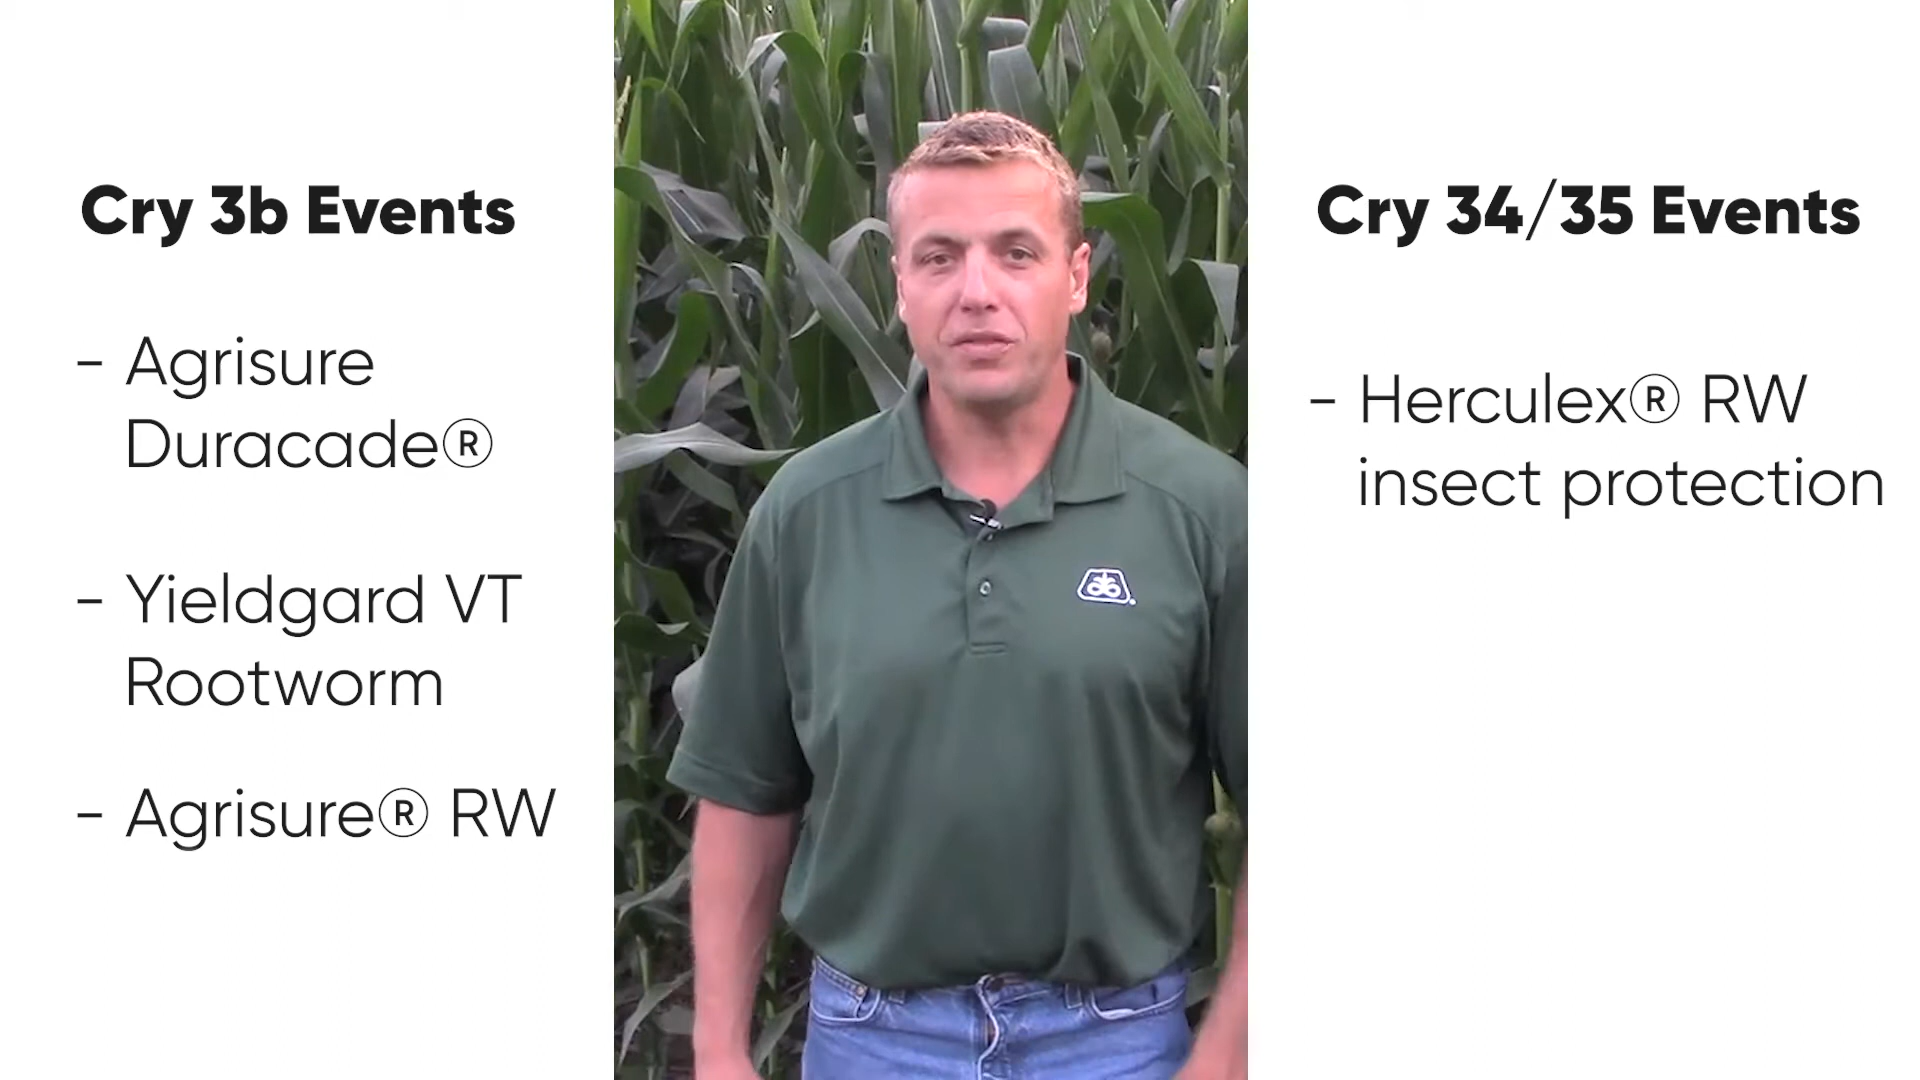 Cry 3b Events
- Agrisure
Duracade®
- Yieldgard VT
Rootworm
- Agrisure® RW
Cry 34/35 Events
- Herculex® RW
insect protection